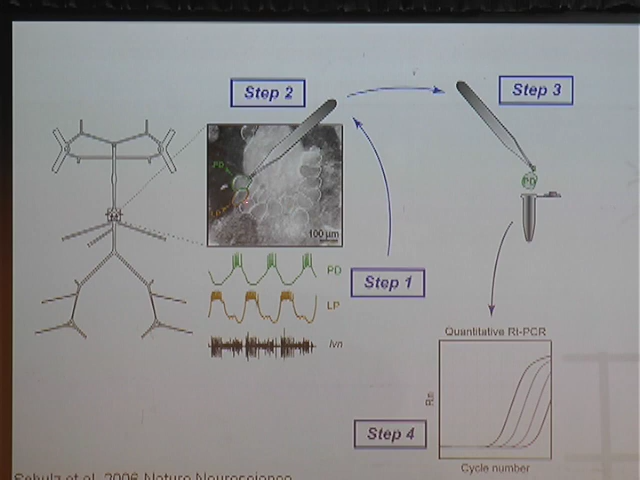 Step 2
Step 3
PD
LP
100 µm
PD
PD
LP
lvn
Step 1
Quantitative Rt-PCR
Rn
Step 4
Cycle number
Schulz et al. 2006 Nature Neuroscience